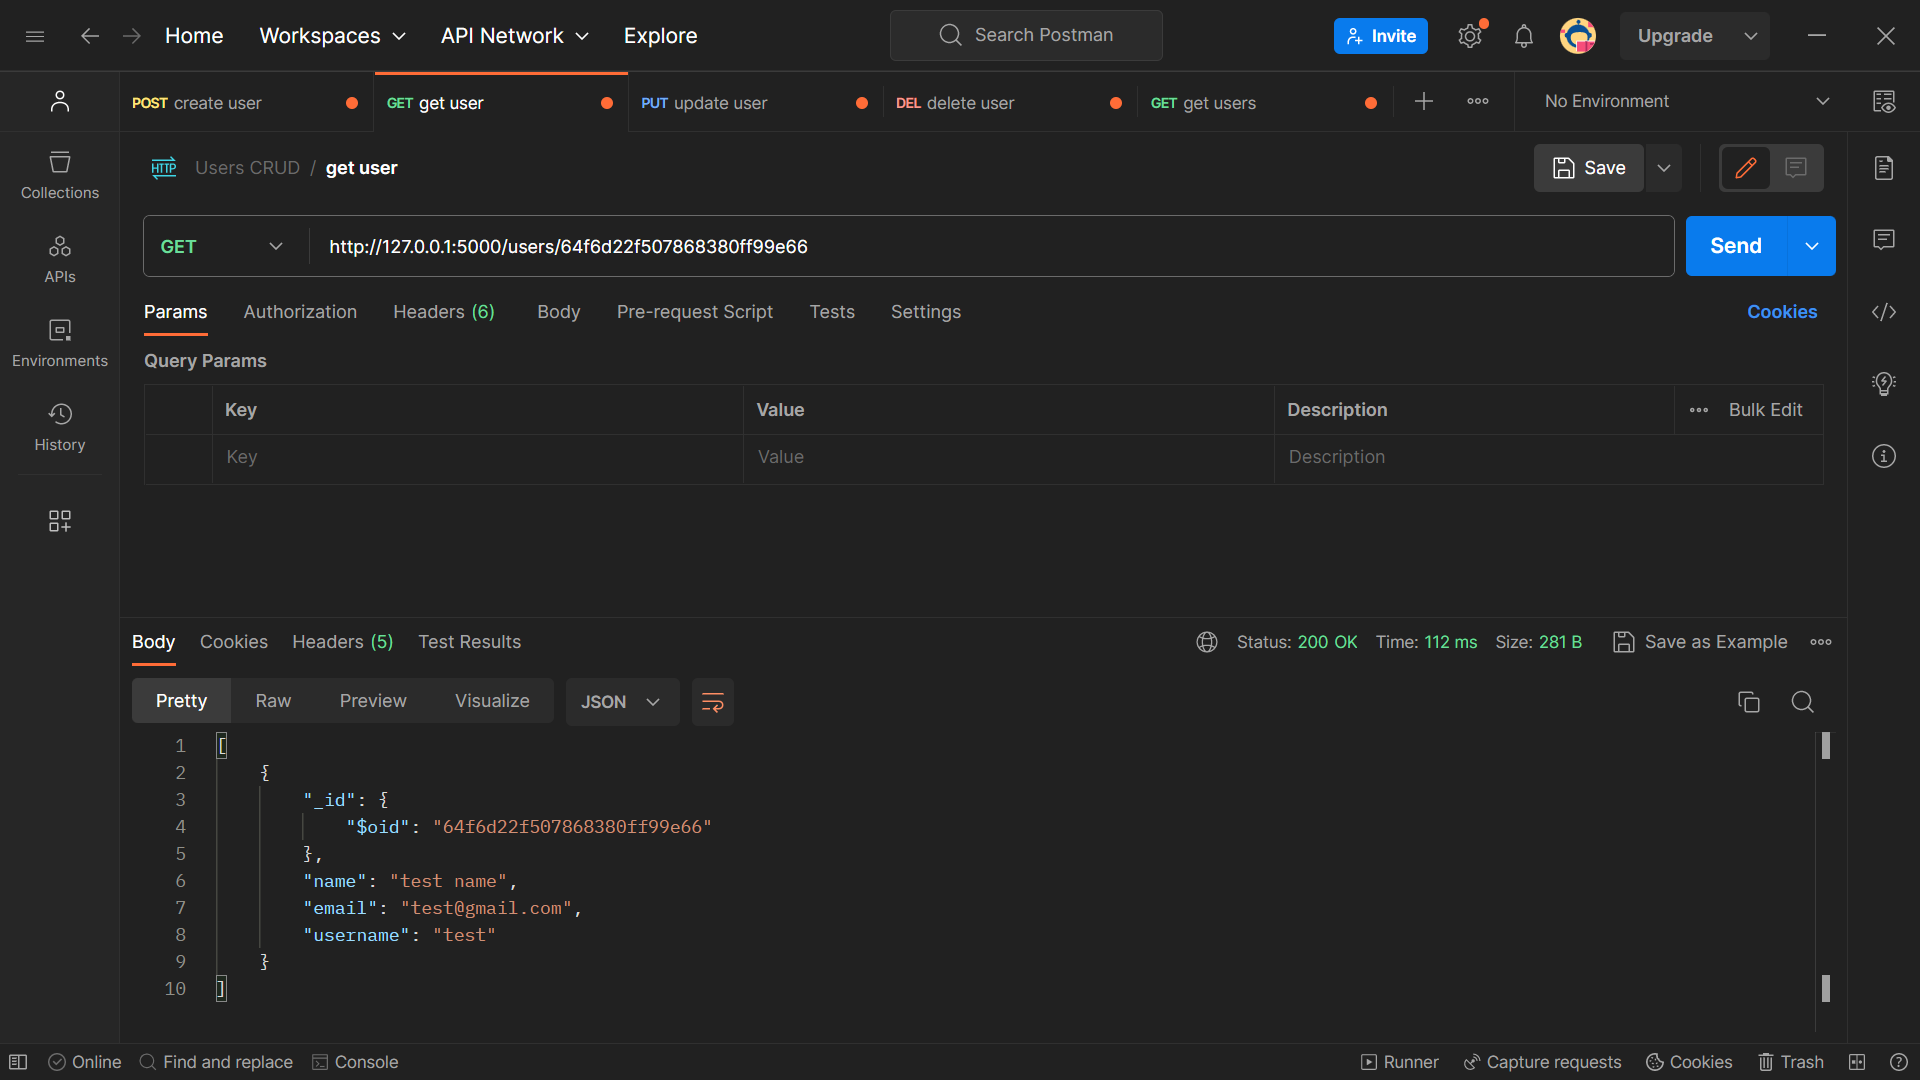 Home Workspaces API Network Explore Search Postman Invite Upgrade
POST create user GET get user PUT update user DEL delete user GET get users No Environment
HTTP Users CRUD / get user Save
Collections
GET http://127.0.0.1:5000/users/64f6d22f507868380ff99e66 Send
APIs
Params Authorization Headers (6) Body Pre-request Script Tests Settings Cookies
Environments
Query Params
Key Value Description Bulk Edit
History
Key Value Description
Body Cookies Headers (5) Test Results Status: 200 OK Time: 112 ms Size: 281 B Save as Example
Pretty Raw Preview Visualize JSON
1 [
2 {
3 "_id": {
4 "$oid": "64f6d22f507868380ff99e66"
5 },
6 "name": "test name",
7 "email": "test@gmail.com",
8 "username": "test"
9 }
10 ]
Online Find and replace Console Runner Capture requests Cookies Trash